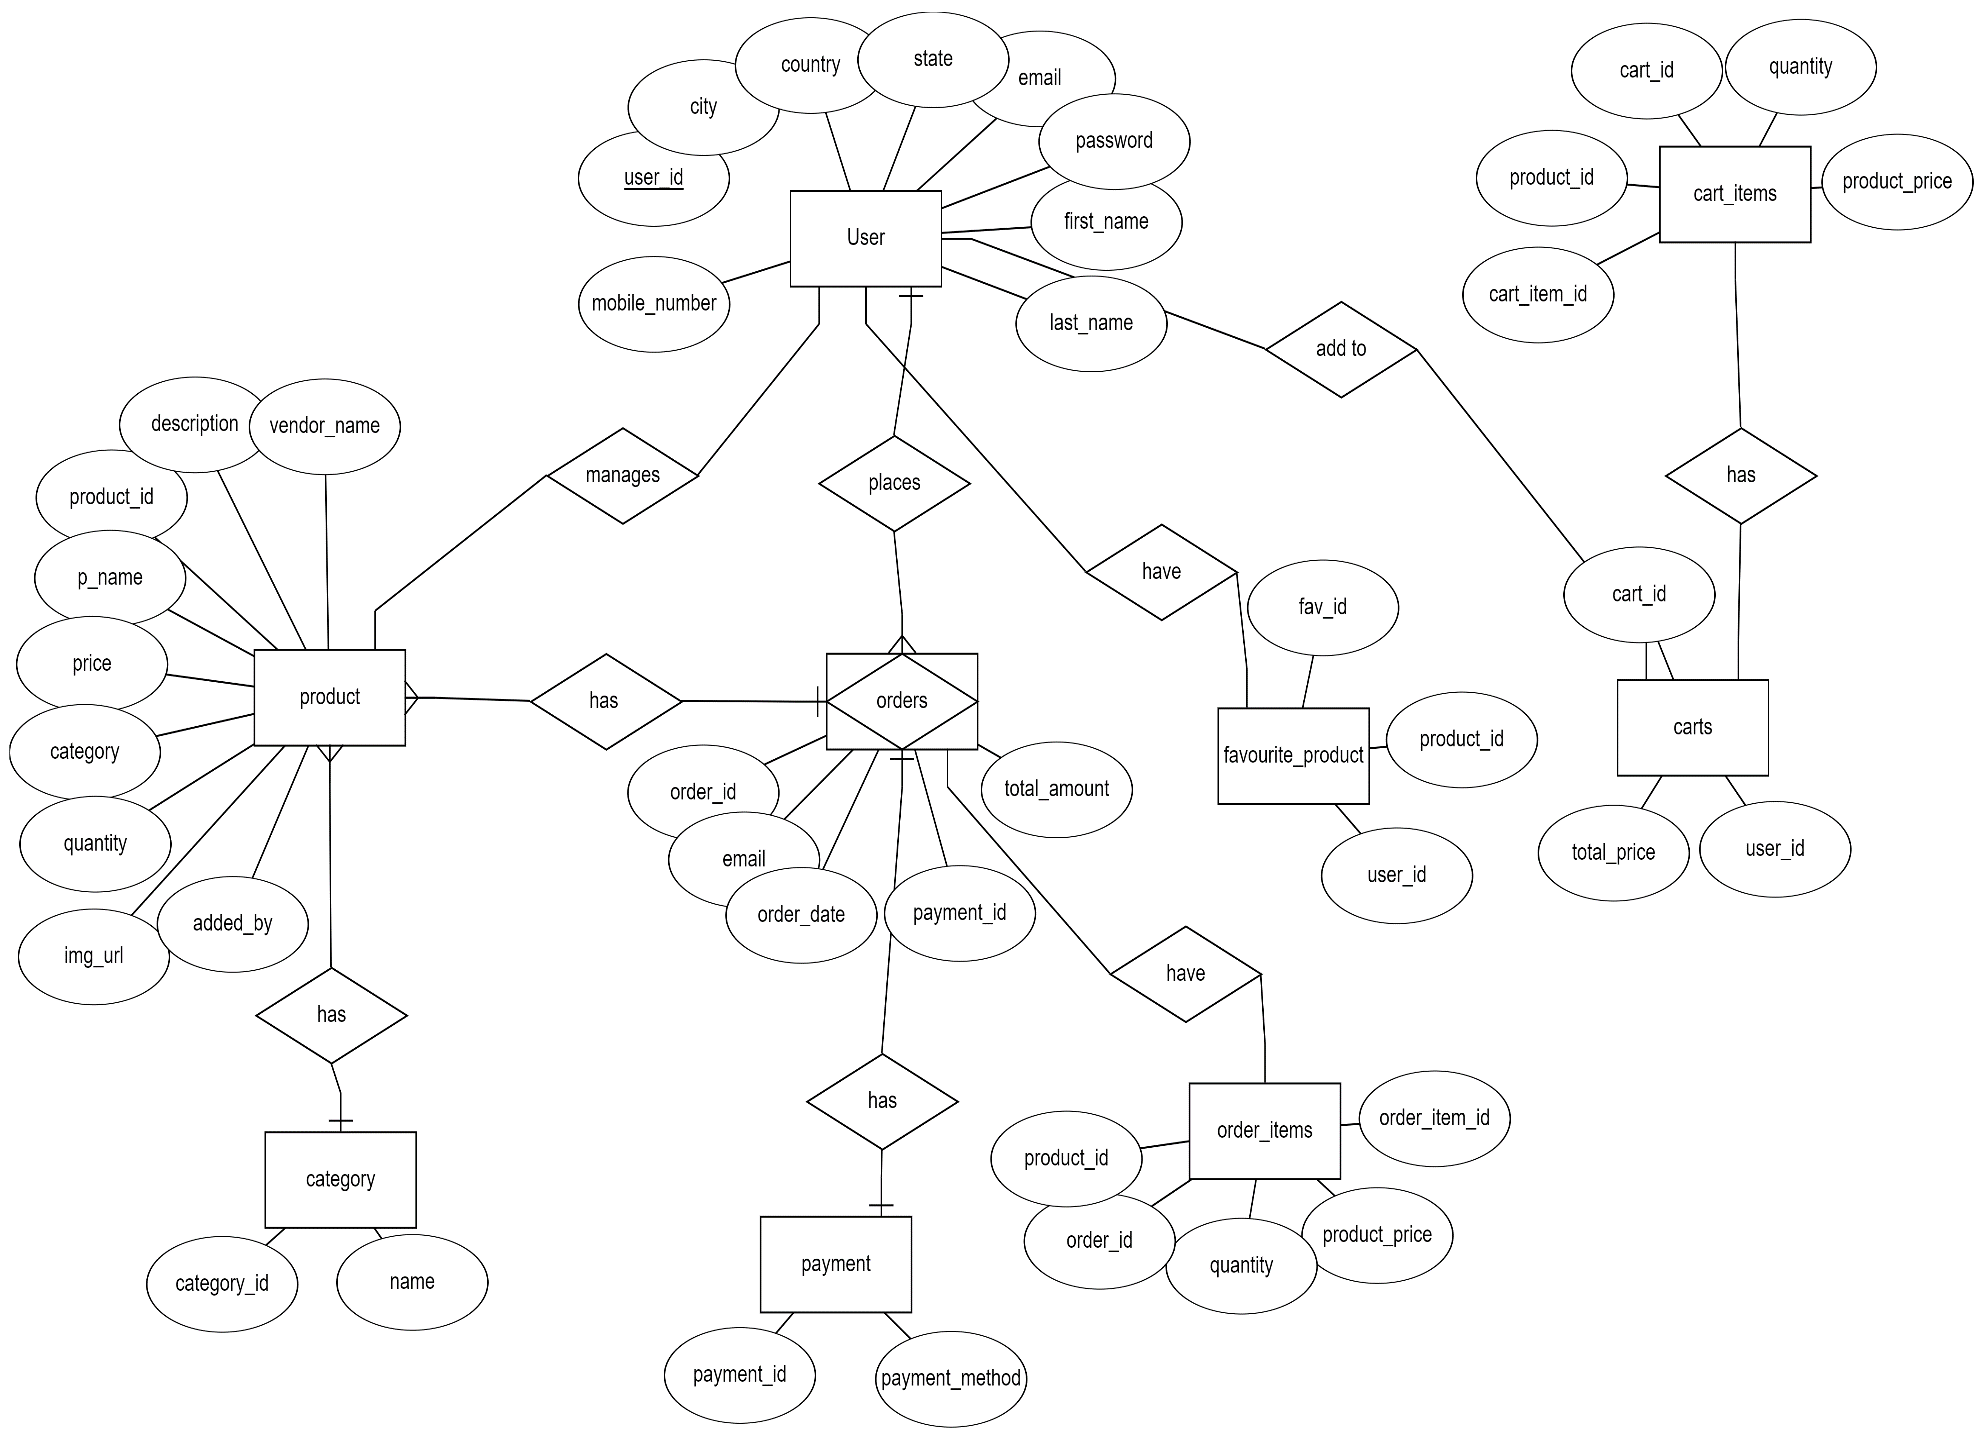 country
state
email
city
password
user_id
User
first_name
mobile_number
last_name
cart_id
quantity
product_id
cart_items
product_price
cart_item_id
add to
description
vendor_name
manages
places
has
product_id
p_name
have
fav_id
cart_id
price
product
has
orders
category
order_id
total_amount
favourite_product
product_id
carts
quantity
email
total_price
user_id
user_id
img_url
added_by
order_date
payment_id
has
have
has
category
order_items
order_item_id
product_id
category_id
name
payment
order_id
quantity
product_price
payment_id
payment_method